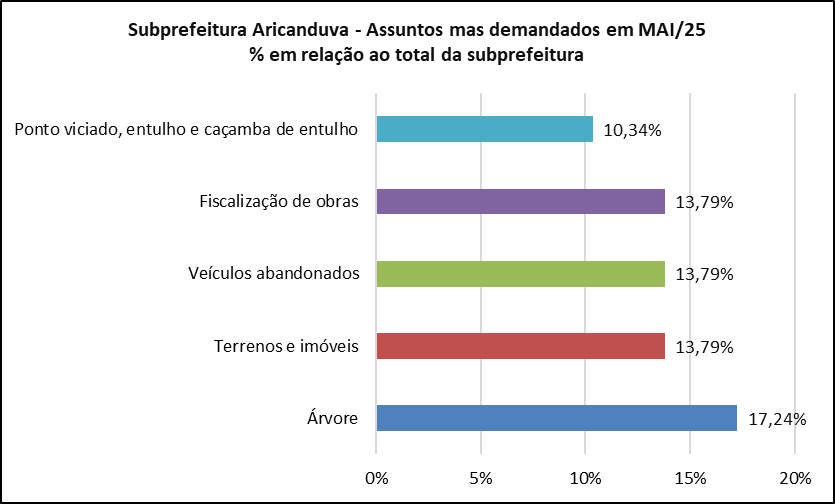 Subprefeitura Aricanduva - Assuntos mas demandados em MAI/25
% em relação ao total da subprefeitura
Ponto viciado, entulho e caçamba de entulho
10,34%
Fiscalização de obras
13,79%
Veículos abandonados
13,79%
Terrenos e imóveis
13,79%
Árvore
17,24%
0%
5%
10%
15%
20%